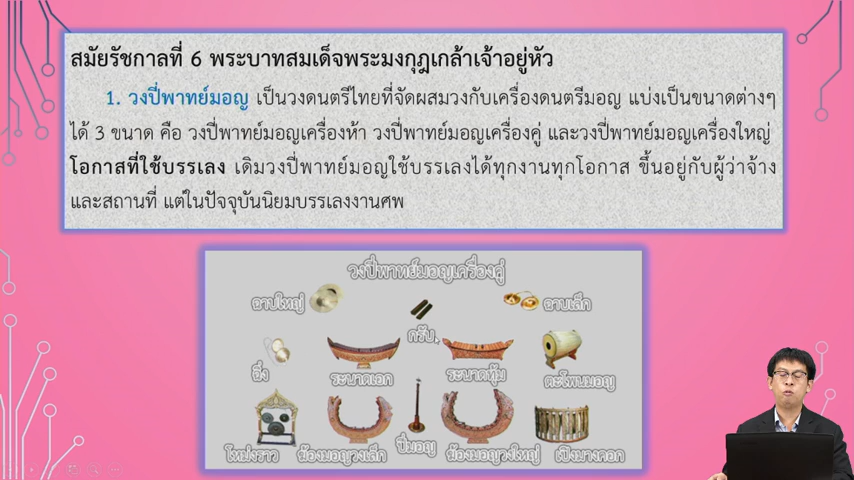 สมัยรัชกาลที่ 6 พระบาทสมเด็จพระมงกุฎเกล้าเจ้าอยู่หัว
1. วงปี่พาทย์มอญ เป็นวงดนตรีไทยที่จัดผสมวงกับเครื่องดนตรีมอญ แบ่งเป็นขนาดต่างๆ
ได้ 3 ขนาด คือ วงปี่พาทย์มอญเครื่องห้า วงปี่พาทย์มอญเครื่องคู่ และวงปี่พาทย์มอญเครื่องใหญ่
โอกาสที่ใช้บรรเลง เดิมวงปี่พาทย์มอญใช้บรรเลงได้ทุกงานทุกโอกาส ขึ้นอยู่กับผู้ว่าจ้าง
และสถานที่ แต่ในปัจจุบันนิยมบรรเลงงานศพ
วงปี่พาทย์มอญเครื่องคู่
ฉาบใหญ่ ฉาบเล็ก
กรับ
ฉิ่ง ระนาดเอก ระนาดทุ้ม ตะโพนมอญ
โหม่งราว ฆ้องมอญวงเล็ก ปี่มอญ ฆ้องมอญวงใหญ่ เปิงมางคอก